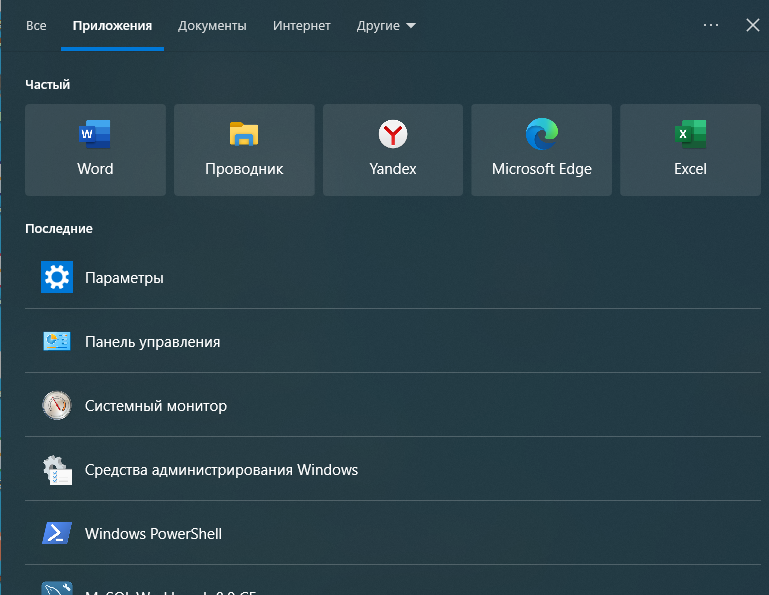 Все Приложения Документы Интернет Другие
Частый
Word Проводник Yandex Microsoft Edge Excel
Последние
Параметры
Панель управления
Системный монитор
Средства администрирования Windows
Windows PowerShell